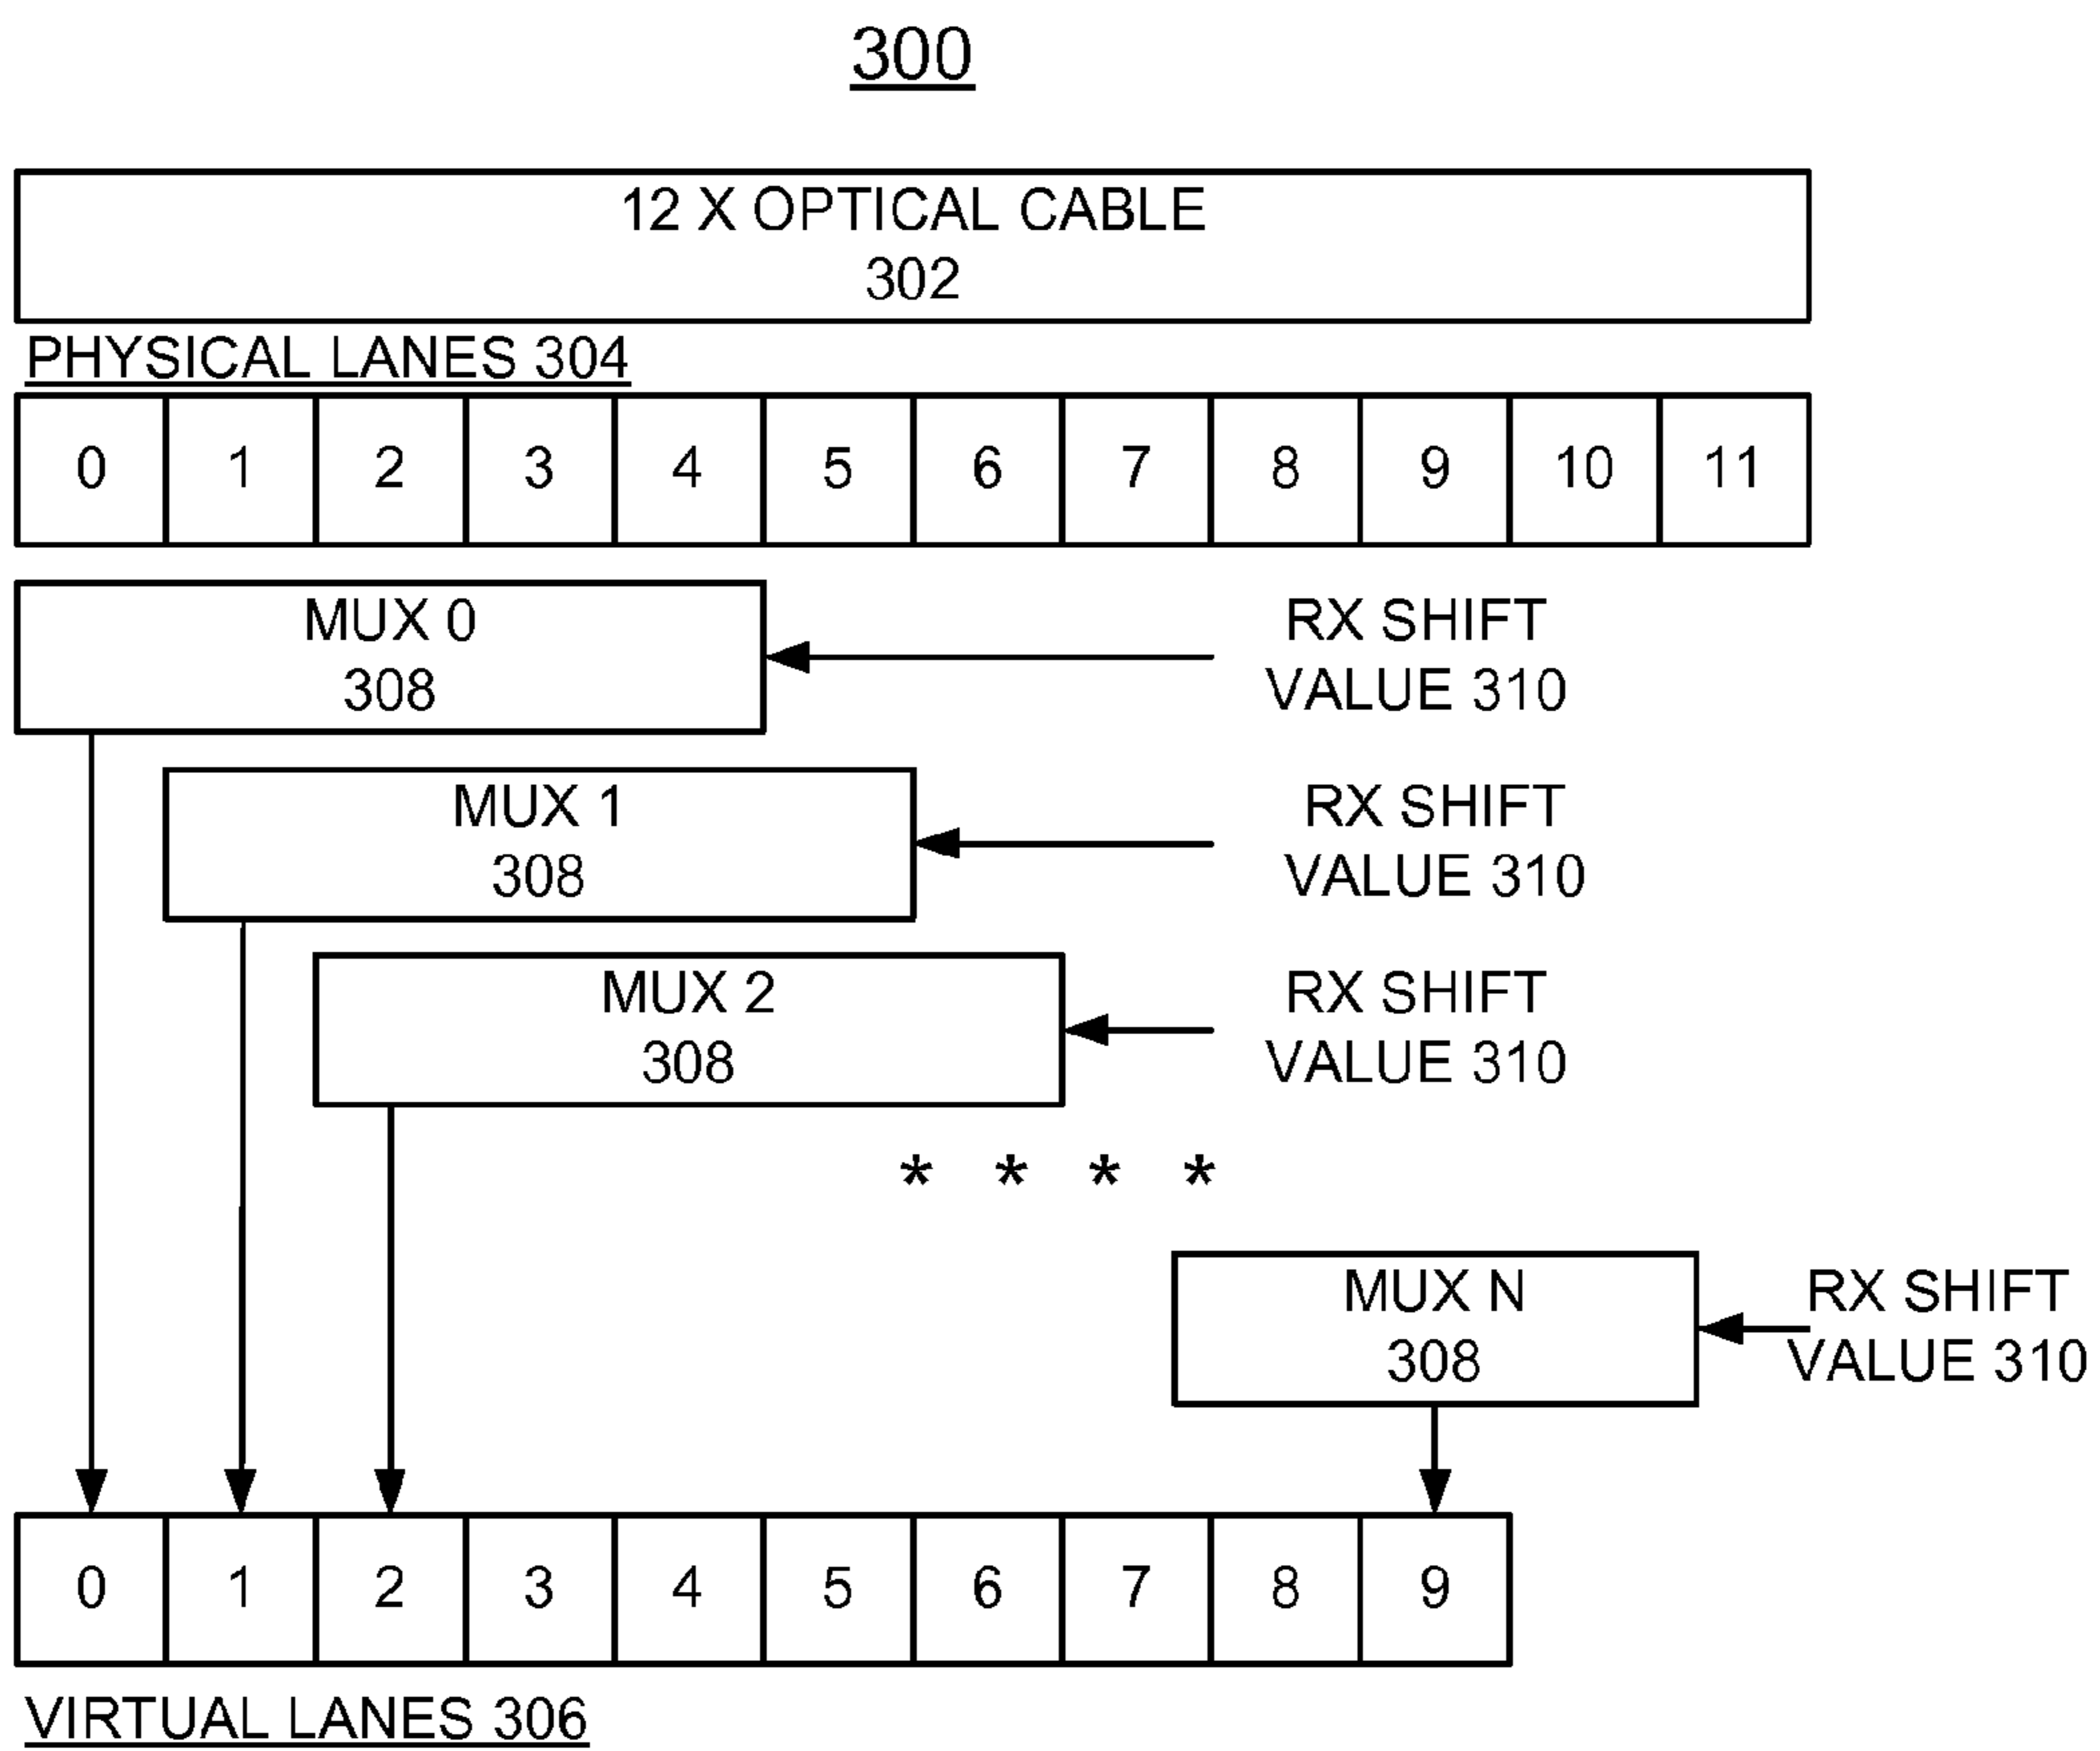 300
12 X OPTICAL CABLE
302
PHYSICAL LANES 304
0 1 2 3 4 5 6 7 8 9 10 11
MUX 0
308
RX SHIFT
VALUE 310
MUX 1
308
RX SHIFT
VALUE 310
MUX 2
308
RX SHIFT
VALUE 310
* * * *
MUX N
308
RX SHIFT
VALUE 310
0 1 2 3 4 5 6 7 8 9
VIRTUAL LANES 306